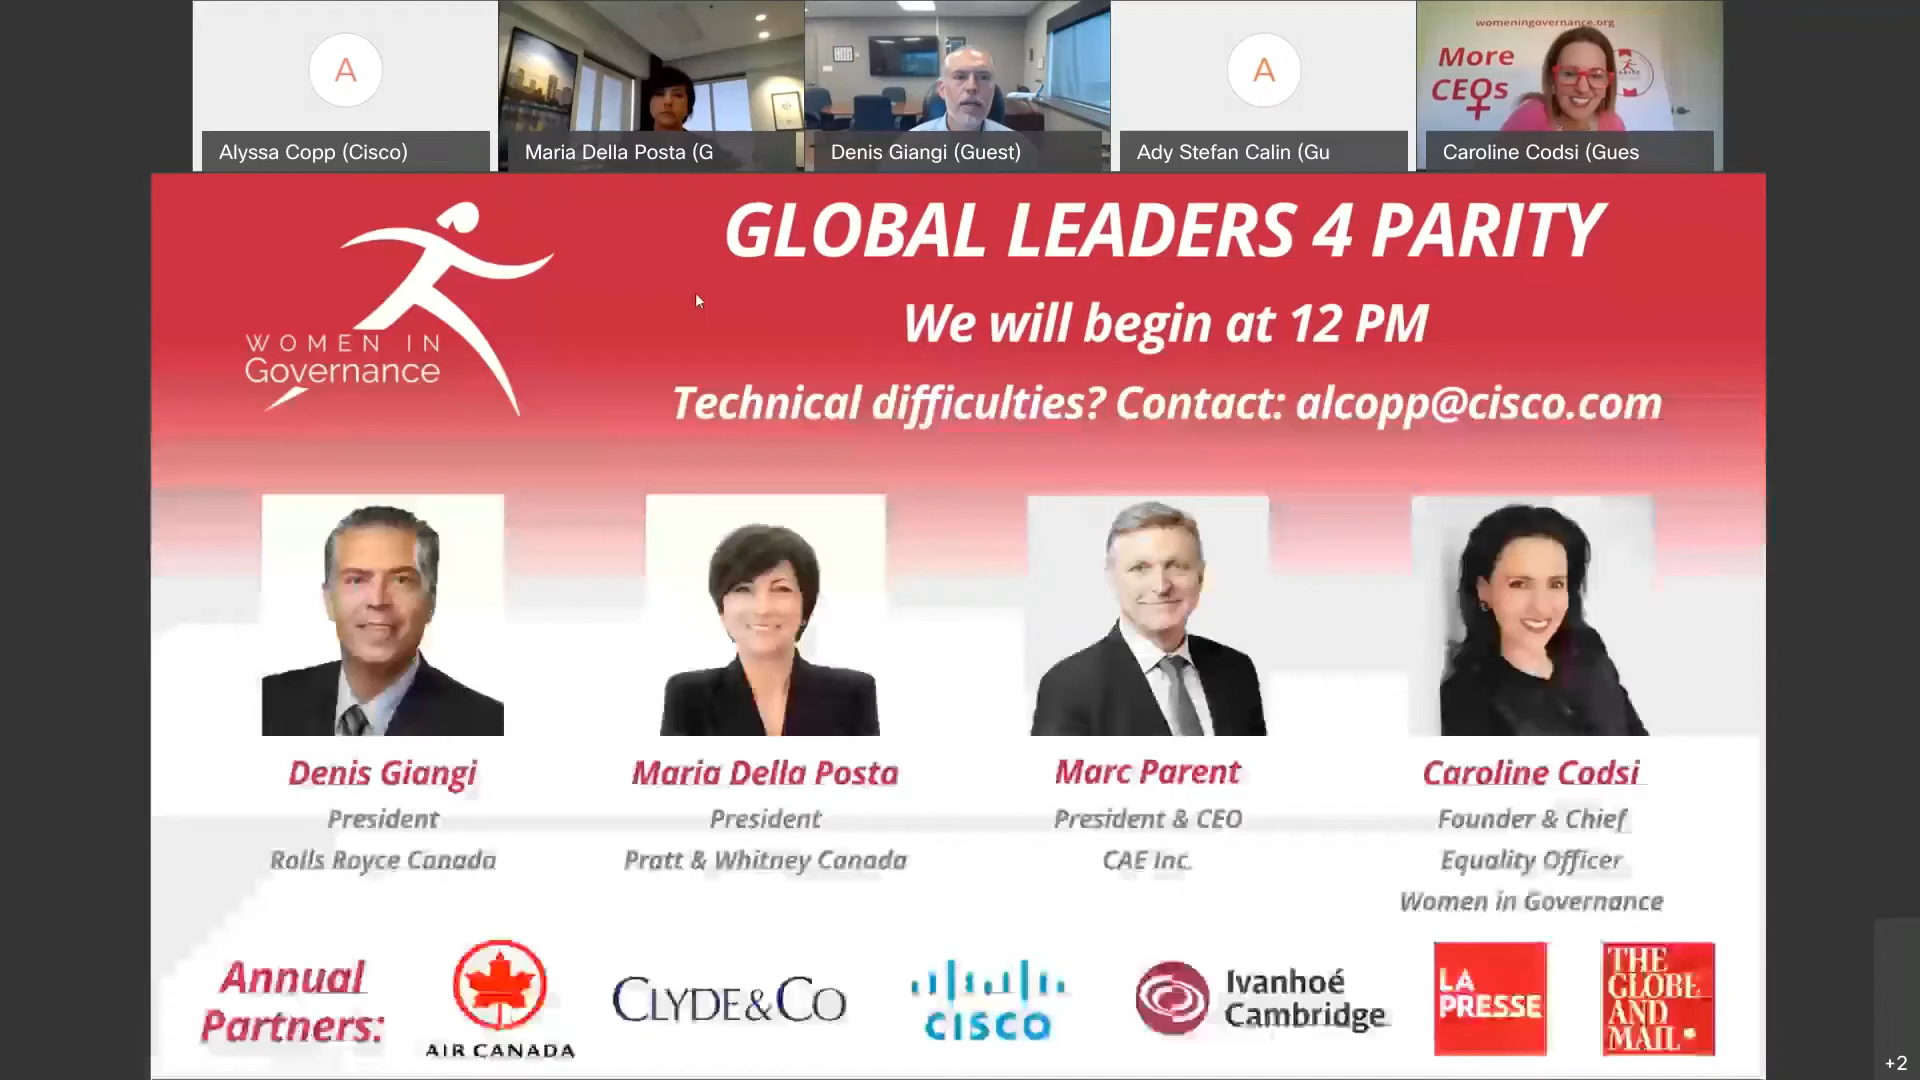 womeningovernance.org
More
CEOs
A
A
Alyssa Copp (Cisco)
Maria Della Posta (G
Denis Giangi (Guest)
Ady Stefan Calin (Gu
Caroline Codsi (Gues
GLOBAL LEADERS 4 PARITY
We will begin at 12 PM
Technical difficulties? Contact: alcopp@cisco.com
WOMEN IN
Governance
Denis Giangi
President
Rolls Royce Canada
Maria Della Posta
President
Pratt & Whitney Canada
Marc Parent
President & CEO
CAE Inc.
Caroline Codsi
Founder & Chief
Equality Officer
Women in Governance
Annual
Partners:
AIR CANADA
CLYDE&CO
CISCO
Ivanhoé
Cambridge
LA
PRESSE
THE
GLOBE
AND
MAIL
+2